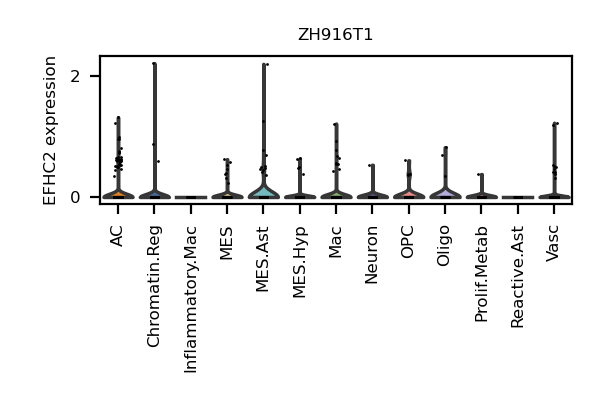 ZH916T1
EFHC2 expression
2
0
AC
Chromatin.Reg
Inflammatory.Mac
MES
MES.Ast
MES.Hyp
Mac
Neuron
OPC
Oligo
Prolif.Metab
Reactive.Ast
Vasc